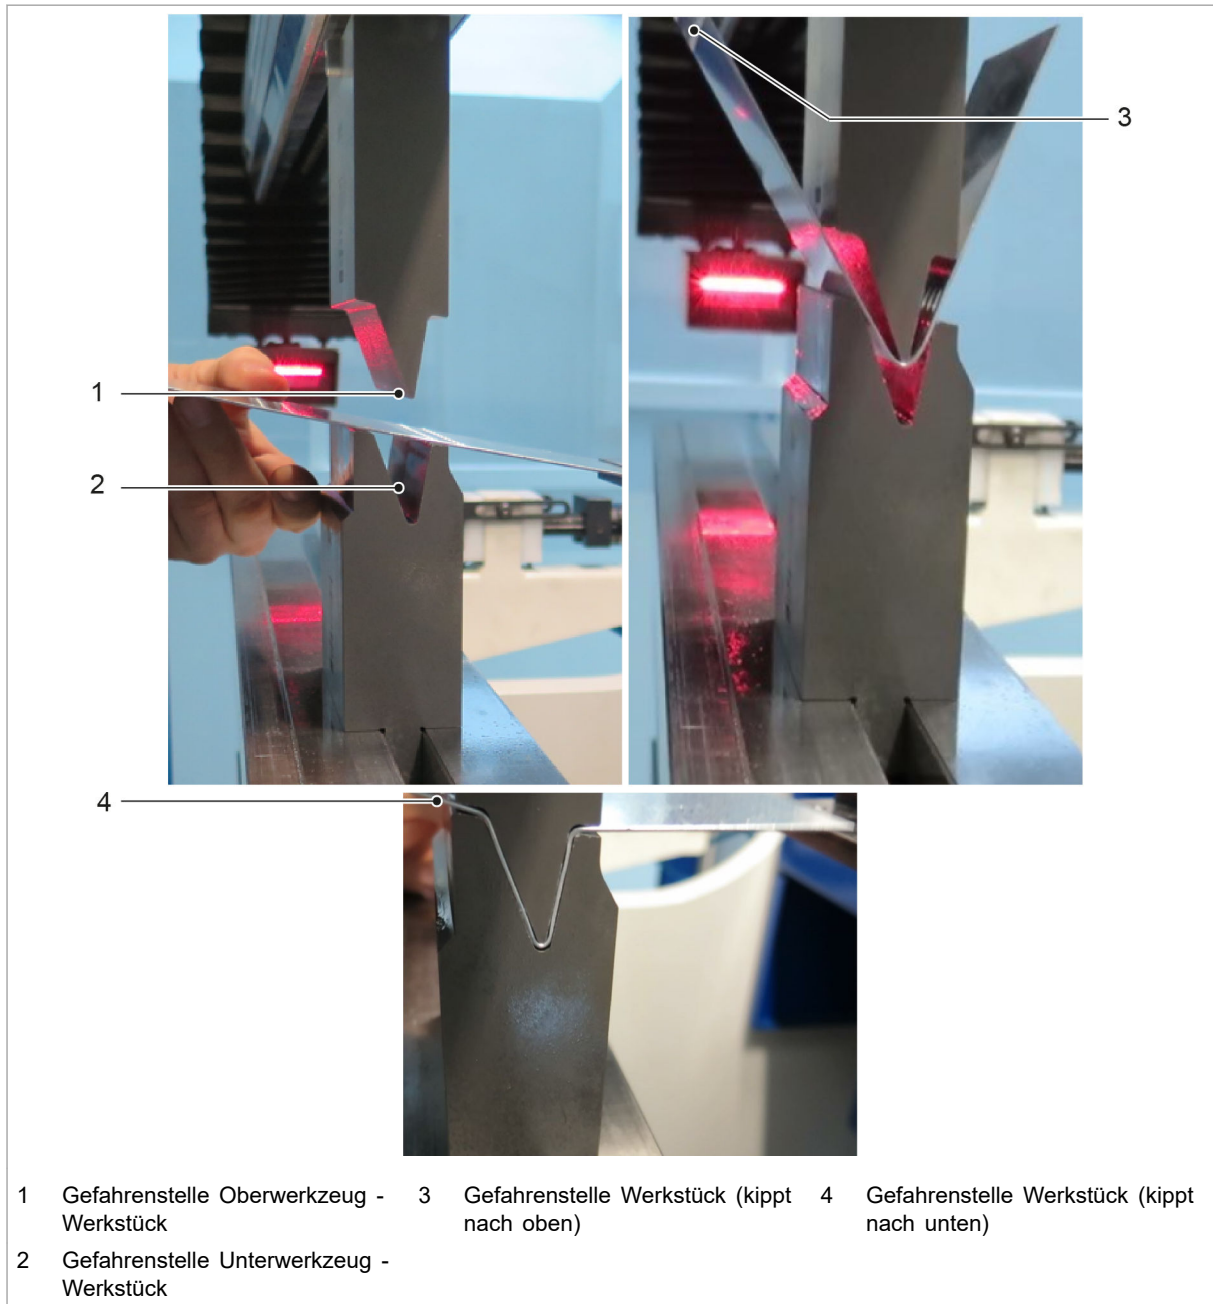 3
1
2
4
1 Gefahrenstelle Oberwerkzeug -
Werkstück
3 Gefahrenstelle Werkstück (kippt
nach oben)
4 Gefahrenstelle Werkstück (kippt
nach unten)
2 Gefahrenstelle Unterwerkzeug -
Werkstück